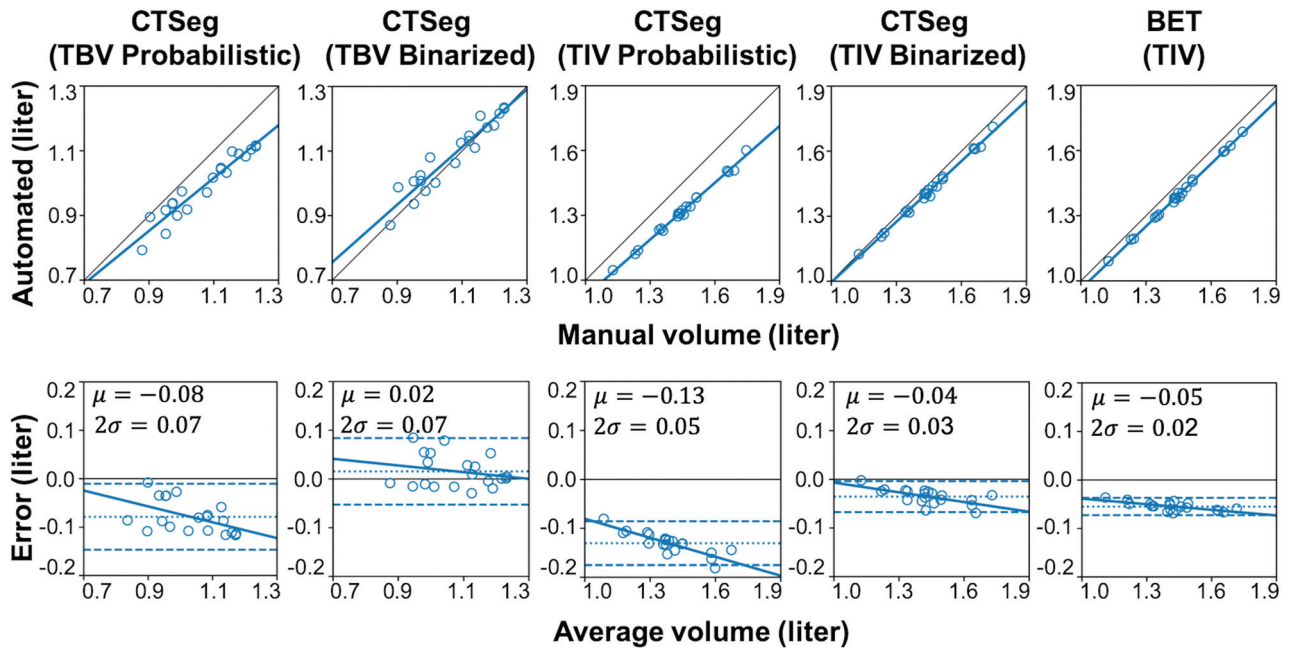 CTSeg
(TBV Probabilistic)
CTSeg
(TBV Binarized)
CTSeg
(TIV Probabilistic)
CTSeg
(TIV Binarized)
BET
(TIV)
Automated (liter)
1.3
1.1
0.9
0.7
0.7 0.9 1.1 1.3
1.3
1.1
0.9
0.7
0.7 0.9 1.1 1.3
1.9
1.6
1.3
1.0
1.0 1.3 1.6 1.9
1.9
1.6
1.3
1.0
1.0 1.3 1.6 1.9
1.9
1.6
1.3
1.0
1.0 1.3 1.6 1.9
Manual volume (liter)
Error (liter)
0.2
0.1
0.0
-0.1
-0.2
μ = −0.08
2σ = 0.07
0.7 0.9 1.1 1.3
0.2
0.1
0.0
-0.1
-0.2
μ = 0.02
2σ = 0.07
0.7 0.9 1.1 1.3
0.2
0.1
0.0
-0.1
-0.2
μ = −0.13
2σ = 0.05
1.0 1.3 1.6 1.9
0.2
0.1
0.0
-0.1
-0.2
μ = −0.04
2σ = 0.03
1.0 1.3 1.6 1.9
0.2
0.1
0.0
-0.1
-0.2
μ = −0.05
2σ = 0.02
1.0 1.3 1.6 1.9
Average volume (liter)